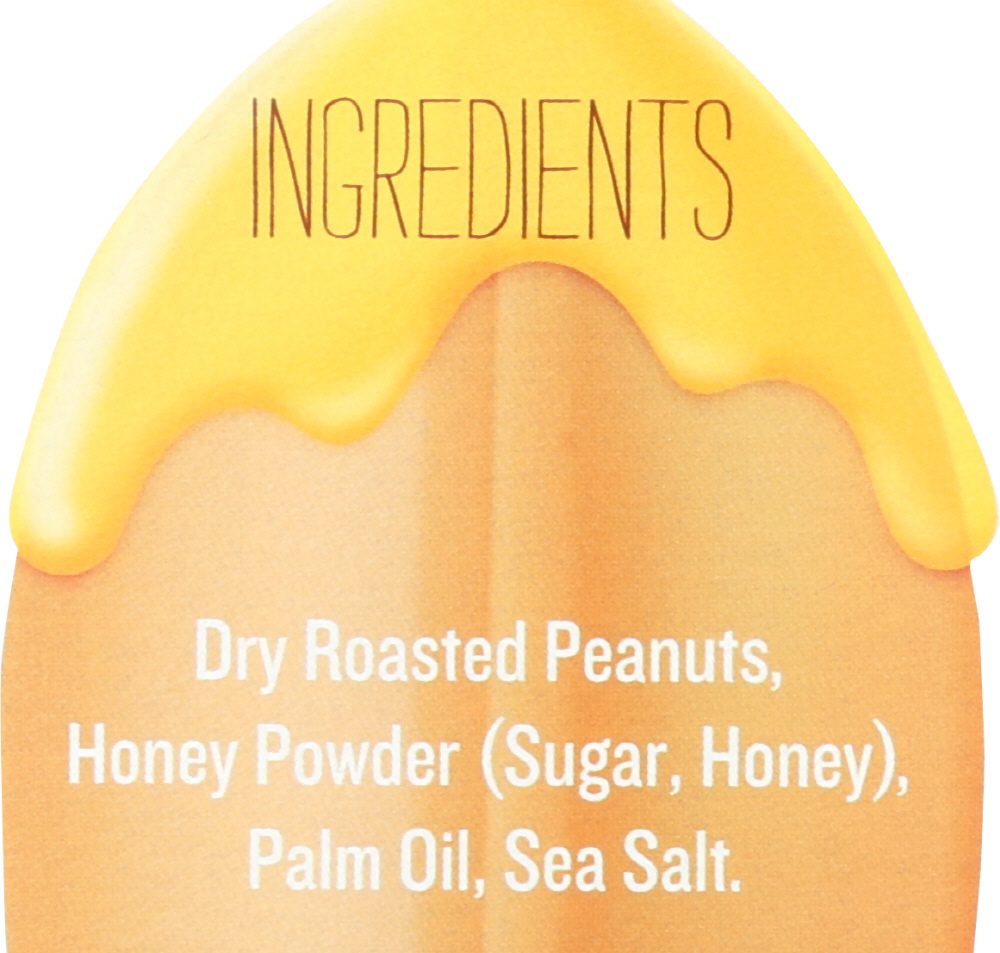 INGREDIENTS
Dry Roasted Peanuts,
Honey Powder (Sugar, Honey),
Palm Oil, Sea Salt.